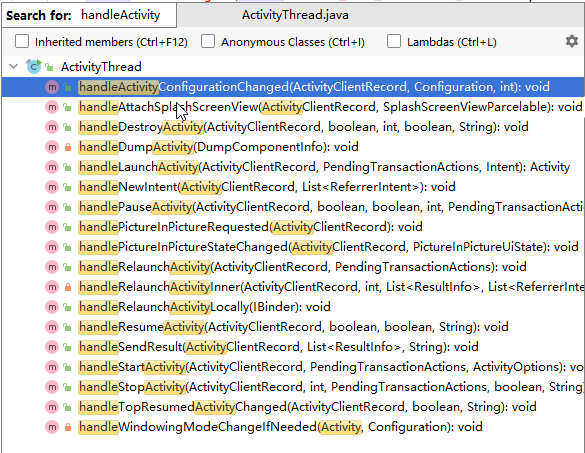 Search for: handleActivity ActivityThread.java
Inherited members (Ctrl+F12) Anonymous Classes (Ctrl+I) Lambdas (Ctrl+L)
ActivityThread
handleActivityConfigurationChanged(ActivityClientRecord, Configuration, int): void
handleAttachSplashScreenView(ActivityClientRecord, SplashScreenViewParcelable): void
handleDestroyActivity(ActivityClientRecord, boolean, int, boolean, String): void
handleDumpActivity(DumpComponentInfo): void
handleLaunchActivity(ActivityClientRecord, PendingTransactionActions, Intent): Activity
handleNewIntent(ActivityClientRecord, List<ReferrerIntent>): void
handlePauseActivity(ActivityClientRecord, boolean, boolean, int, PendingTransactionActi
handlePictureInPictureRequested(ActivityClientRecord): void
handlePictureInPictureStateChanged(ActivityClientRecord, PictureInPictureUiState): void
handleRelaunchActivity(ActivityClientRecord, PendingTransactionActions): void
handleRelaunchActivityInner(ActivityClientRecord, int, List<ResultInfo>, List<ReferrerInte
handleRelaunchActivityLocally(IBinder): void
handleResumeActivity(ActivityClientRecord, boolean, boolean, String): void
handleSendResult(ActivityClientRecord, List<ResultInfo>, String): void
handleStartActivity(ActivityClientRecord, PendingTransactionActions, ActivityOptions): vo
handleStopActivity(ActivityClientRecord, int, PendingTransactionActions, boolean, String)
handleTopResumedActivityChanged(ActivityClientRecord, boolean, String): void
handleWindowingModeChangeIfNeeded(Activity, Configuration): void